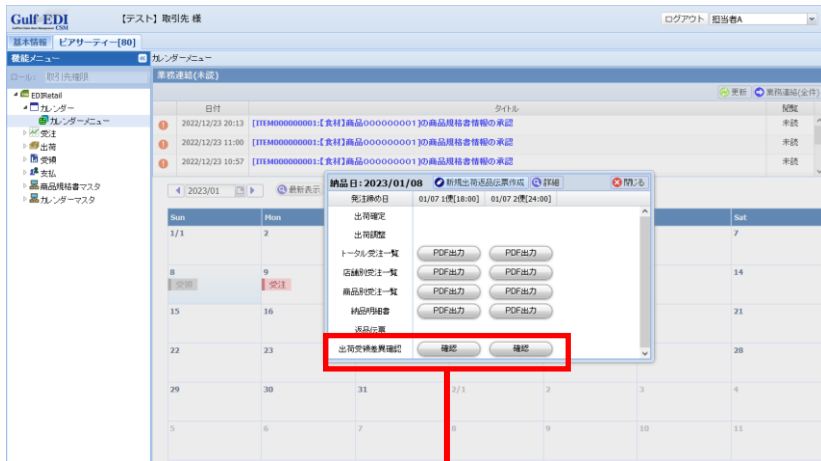 Gulf EDI 【テスト】取引先 様 ログアウト 担当者A
基本情報 ピアサーティー[80]
機能メニュー カレンダーメニュー
ロール: 取引先権限 業務連絡(未読)
更新 業務連絡(全件)
日付 タイトル 閲覧
2022/12/23 20:13 [ITEM000000001:【食材】商品000000001]の商品規格書情報の承認 未読
2022/12/23 11:00 [ITEM000000001:【食材】商品000000001]の商品規格書情報の承認 未読
2022/12/23 10:57 [ITEM000000001:【食材】商品000000001]の商品規格書情報の承認 未読
EDIRetail
カレンダー
カレンダーメニュー
受注
出荷
受領
支払
商品規格書マスタ
カレンダーマスタ
2023/01 最新表示
納品日:2023/01/08 新規出荷返品伝票作成 詳細 閉じる
発注締め日 01/07 1便[18:00] 01/07 2便[24:00]
出荷確定
出荷調整
トータル受注一覧 PDF出力 PDF出力
店舗別受注一覧 PDF出力 PDF出力
商品別受注一覧 PDF出力 PDF出力
納品明細書 PDF出力 PDF出力
返品伝票
出荷受領差異確認 確認 確認
Sun Mon Sat
1/1 2 7
8 9 14
受領 受注
15 16 21
22 23 28
29 30 31 2/1 2 3 4
5 6 7 8 9 10 11